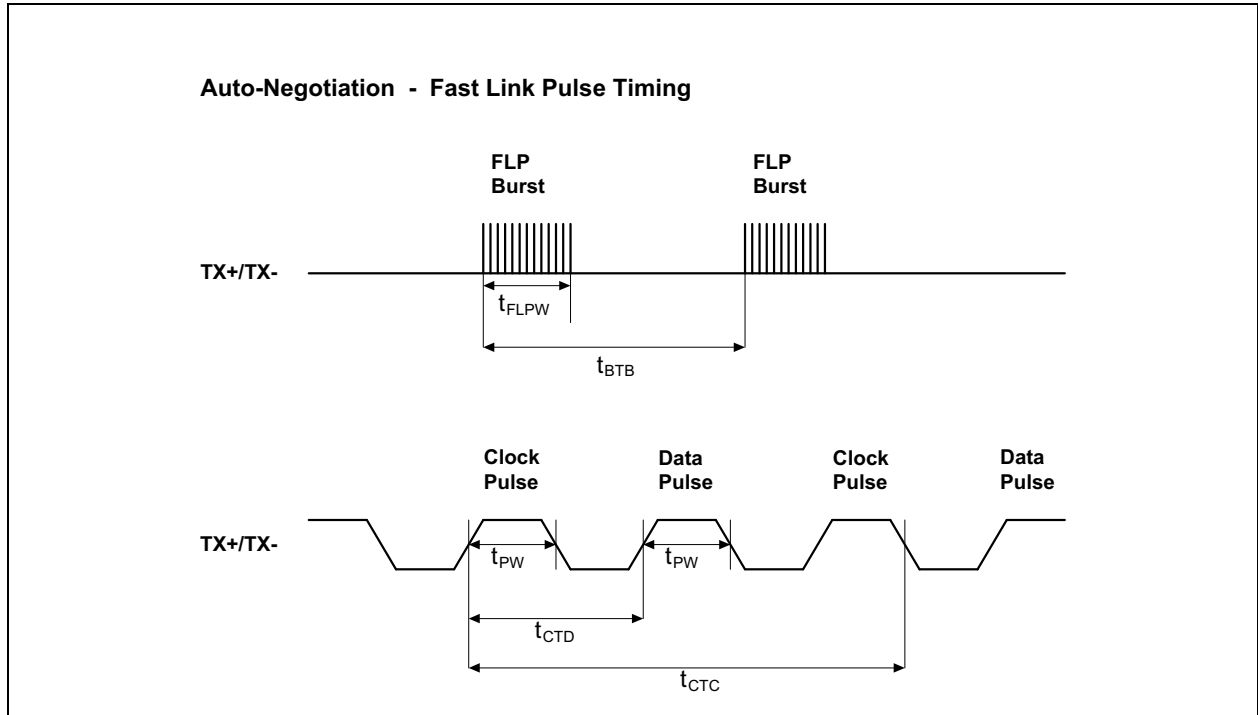 Auto-Negotiation - Fast Link Pulse Timing
FLP
Burst
FLP
Burst
TX+/TX-
tFLPW
tBTB
Clock
Pulse
Data
Pulse
Clock
Pulse
Data
Pulse
TX+/TX-
tPW
tPW
tCTD
tCTC